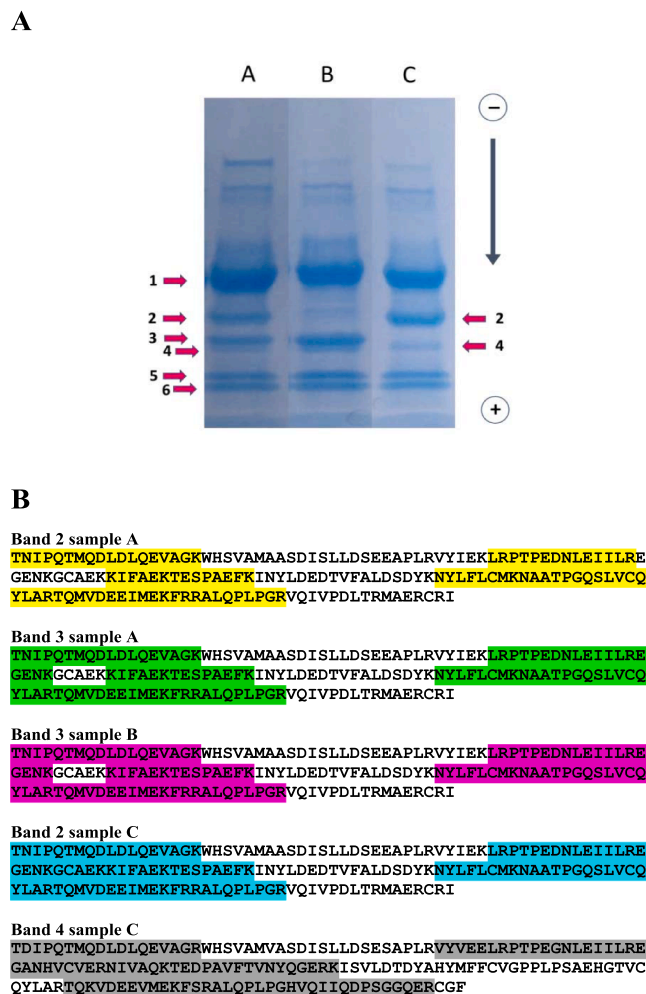 A
A B C
−
1
2 2
3
4 4
5
6
+
B
Band 2 sample A
TNIPQTMQDLDLQEVAGKWHSVAMAASDISLLDSEEAPLRVYIEKLRPTPEDNLEIILRE
GENKGCAEKKIFAEKTESPAEFKINYLDEDTVFALDSDYKNYLFLCMKNAATPGQSLVCQ
YLARTQMVDEEIMEKFRRALQPLPGRVQIVPDLTRMAERCRI
Band 3 sample A
TNIPQTMQDLDLQEVAGKWHSVAMAASDISLLDSEEAPLRVYIEKLRPTPEDNLEIILRE
GENKGCAEKKIFAEKTESPAEFKINYLDEDTVFALDSDYKNYLFLCMKNAATPGQSLVCQ
YLARTQMVDEEIMEKFRRALQPLPGRVQIVPDLTRMAERCRI
Band 3 sample B
TNIPQTMQDLDLQEVAGKWHSVAMAASDISLLDSEEAPLRVYIEKLRPTPEDNLEIILRE
GENKGCAEKKIFAEKTESPAEFKINYLDEDTVFALDSDYKNYLFLCMKNAATPGQSLVCQ
YLARTQMVDEEIMEKFRRALQPLPGRVQIVPDLTRMAERCRI
Band 2 sample C
TNIPQTMQDLDLQEVAGKWHSVAMAASDISLLDSEEAPLRVYIEKLRPTPEDNLEIILRE
GENKGCAEKKIFAEKTESPAEFKINYLDEDTVFALDSDYKNYLFLCMKNAATPGQSLVCQ
YLARTQMVDEEIMEKFRRALQPLPGRVQIVPDLTRMAERCRI
Band 4 sample C
TDIPQTMQDLDLQEVAGRWHSVAMVASDISLLDSESAPLRVYVEELRPTPEGNLEIILRE
GANHVCVERNIVAQKTEDPAVFTVNYQGERKISVLDTDYAHYMFFCVGPPLPSAEHGTVC
QYLARTQKVDEEVMEKFSRALQPLPGHVQIIQDPSGGQERCGF